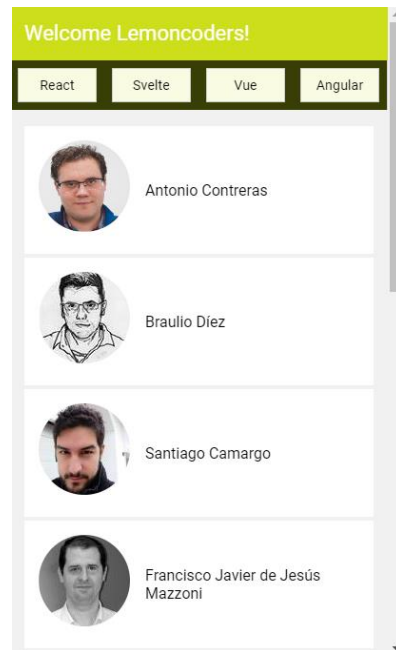 Welcome Lemoncoders!
React Svelte Vue Angular
Antonio Contreras
Braulio Díez
Santiago Camargo
Francisco Javier de Jesús
Mazzoni